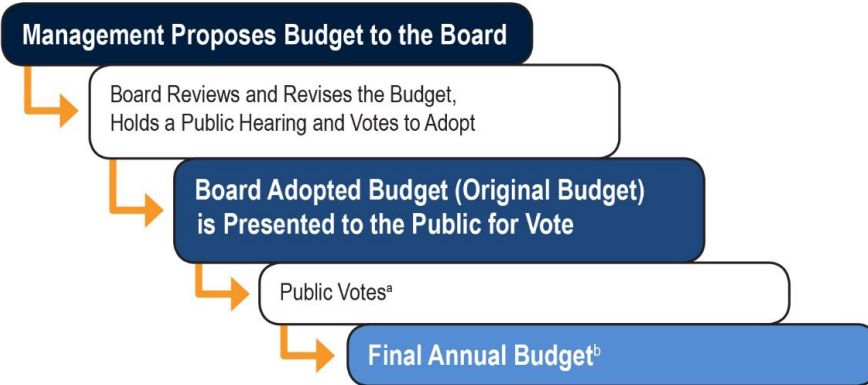 Management Proposes Budget to the Board
Board Reviews and Revises the Budget,
Holds a Public Hearing and Votes to Adopt
Board Adopted Budget (Original Budget)
is Presented to the Public for Vote
Public Votesᵃ
Final Annual Budgetᵇ